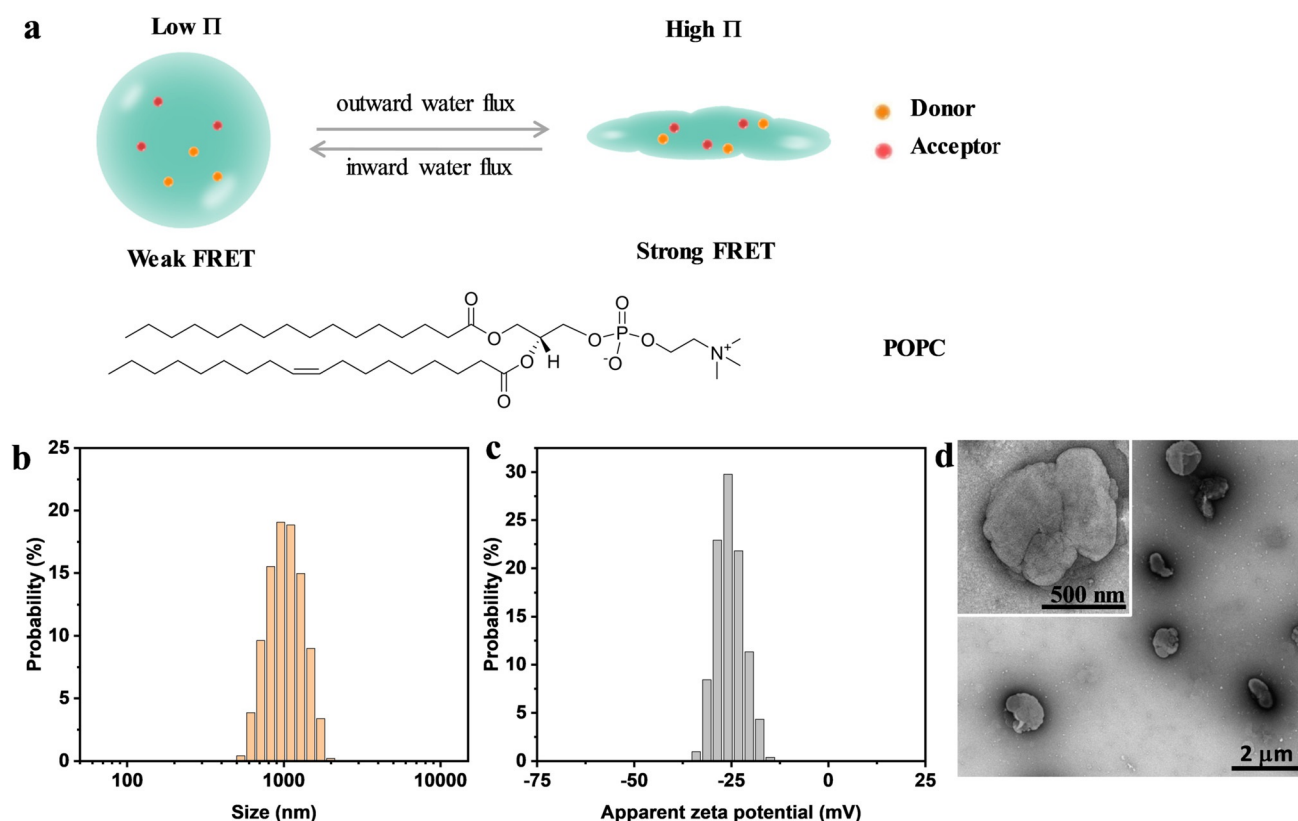 a
Low Π
High Π
outward water flux
inward water flux
Donor
Acceptor
Weak FRET
Strong FRET
O
O
O
O
O
P
O
-O
N+
H
O
POPC
b
25
20
15
10
5
0
Probability (%)
100
1000
10000
Size (nm)
c
30
25
20
15
10
5
0
Probability (%)
-75
-50
-25
0
25
Apparent zeta potential (mV)
d
500 nm
2 μm